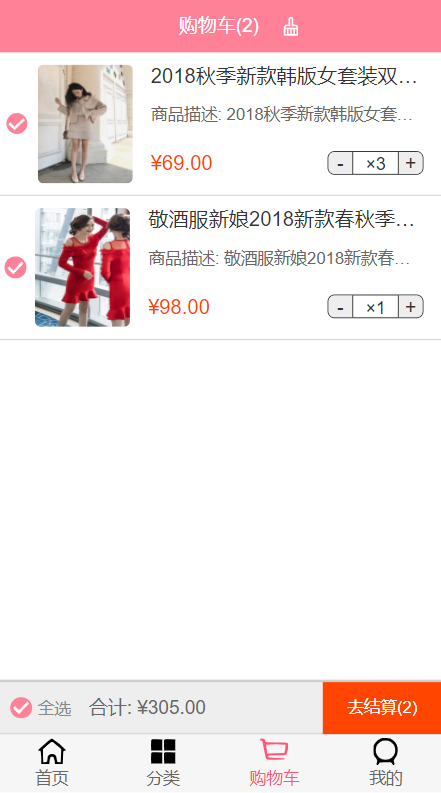 购物车(2)
2018秋季新款韩版女套装双...
商品描述: 2018秋季新款韩版女套...
¥69.00
- ×3 +
敬酒服新娘2018新款春秋季...
商品描述: 敬酒服新娘2018新款春...
¥98.00
- ×1 +
全选 合计: ¥305.00 去结算(2)
首页 分类 购物车 我的